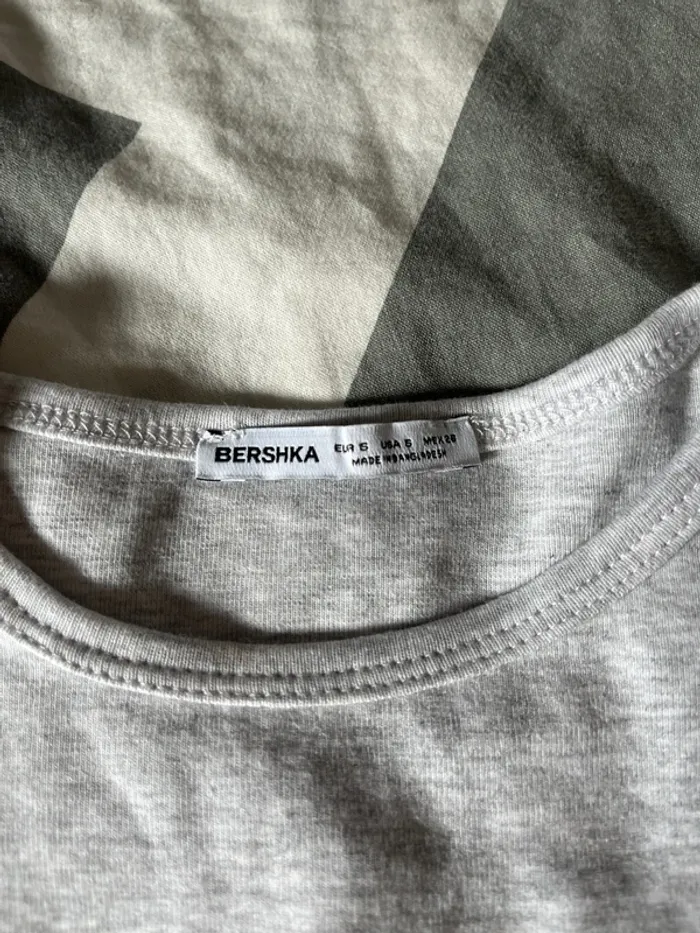 BERSHKA EUR S USA S MEX 26
MADE IN BANGLADESH